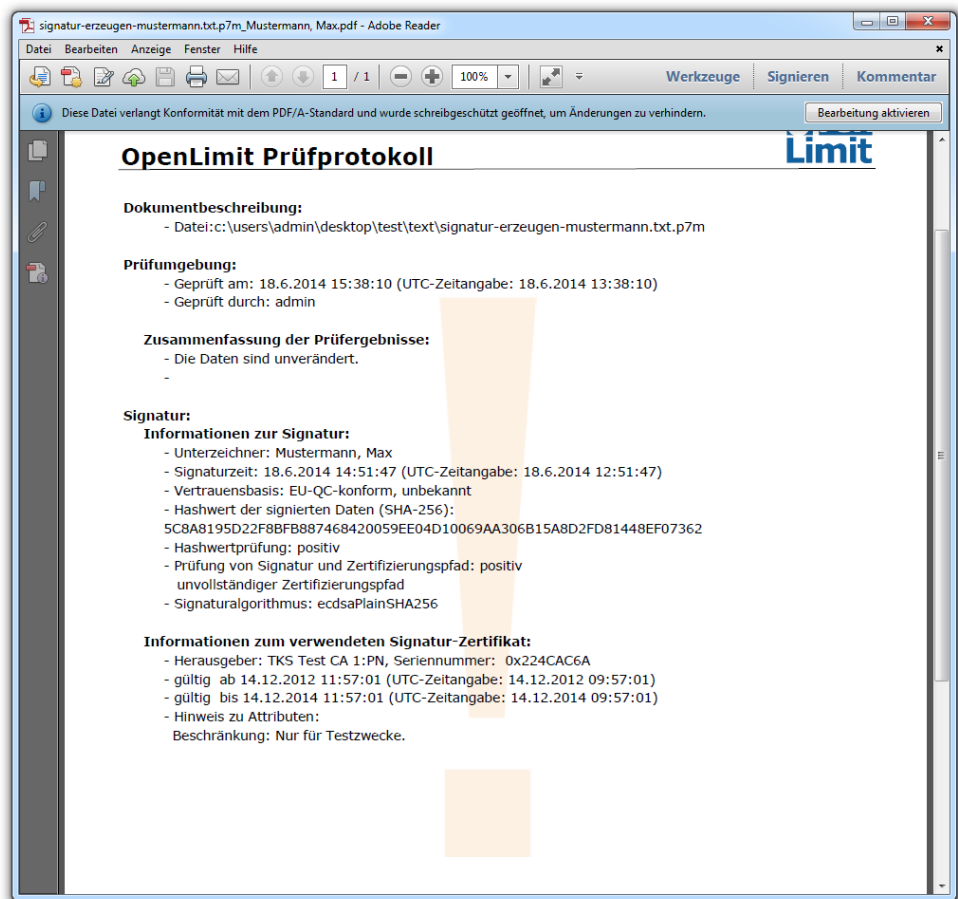 signatur-erzeugen-mustermann.txt.p7m_Mustermann, Max.pdf - Adobe Reader
Datei Bearbeiten Anzeige Fenster Hilfe
1 / 1 100% Werkzeuge Signieren Kommentar
Diese Datei verlangt Konformität mit dem PDF/A-Standard und wurde schreibgeschützt geöffnet, um Änderungen zu verhindern. Bearbeitung aktivieren
Limit
OpenLimit Prüfprotokoll
Dokumentbeschreibung:
- Datei:c:\users\admin\desktop\test\text\signatur-erzeugen-mustermann.txt.p7m
Prüfumgebung:
- Geprüft am: 18.6.2014 15:38:10 (UTC-Zeitangabe: 18.6.2014 13:38:10)
- Geprüft durch: admin
Zusammenfassung der Prüfergebnisse:
- Die Daten sind unverändert.
-
Signatur:
Informationen zur Signatur:
- Unterzeichner: Mustermann, Max
- Signaturzeit: 18.6.2014 14:51:47 (UTC-Zeitangabe: 18.6.2014 12:51:47)
- Vertrauensbasis: EU-QC-konform, unbekannt
- Hashwert der signierten Daten (SHA-256):
5C8A8195D22F8BFB887468420059EE04D10069AA306B15A8D2FD81448EF07362
- Hashwertprüfung: positiv
- Prüfung von Signatur und Zertifizierungspfad: positiv
unvollständiger Zertifizierungspfad
- Signaturalgorithmus: ecdsaPlainSHA256
Informationen zum verwendeten Signatur-Zertifikat:
- Herausgeber: TKS Test CA 1:PN, Seriennummer: 0x224CAC6A
- gültig ab 14.12.2012 11:57:01 (UTC-Zeitangabe: 14.12.2012 09:57:01)
- gültig bis 14.12.2014 11:57:01 (UTC-Zeitangabe: 14.12.2014 09:57:01)
- Hinweis zu Attributen:
Beschränkung: Nur für Testzwecke.